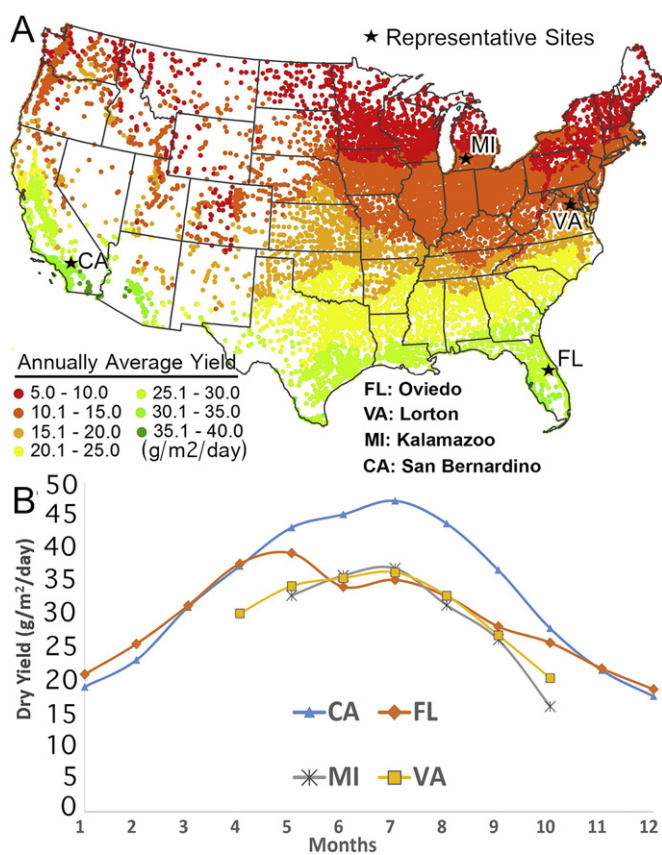 A
★ Representative Sites
MI
VA
CA
FL
Annually Average Yield
5.0 - 10.0
25.1 - 30.0
10.1 - 15.0
30.1 - 35.0
15.1 - 20.0
35.1 - 40.0
20.1 - 25.0
(g/m2/day)
FL: Oviedo
VA: Lorton
MI: Kalamazoo
CA: San Bernardino
B
50
45
40
35
30
25
20
15
10
5
0
Dry Yield (g/m²/day)
CA
FL
MI
VA
1 2 3 4 5 6 7 8 9 10 11 12
Months